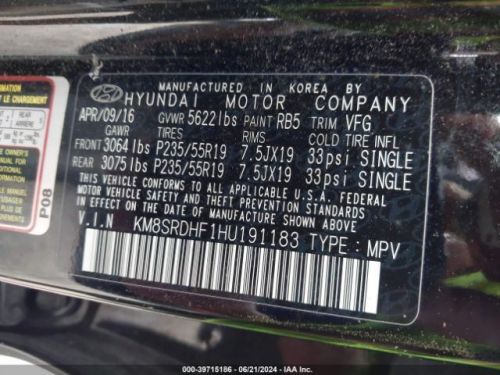 MANUFACTURED IN KOREA BY
HYUNDAI MOTOR COMPANY
APR/09/16 GVWR 5622lbs PAINT RB5 TRIM VFG
GAWR TIRES RIMS COLD TIRE INFL
FRONT 3064lbs P235/55R19 7.5JX19 33psi SINGLE
REAR 3075lbs P235/55R19 7.5JX19 33psi SINGLE
THIS VEHICLE CONFORMS TO ALL APPLICABLE U.S.A. FEDERAL
MOTOR VEHICLE SAFETY, BUMPER, AND THEFT PREVENTION
STANDARDS IN EFFECT ON THE DATE OF MANUFACTURE SHOWN ABOVE.
V.I.N KM8SRDHF1HU191183 TYPE : MPV
LE CHARGEMENT
REAR
ARRIÈRE
P08
000-39715186 - 06/21/2024 - IAA Inc.